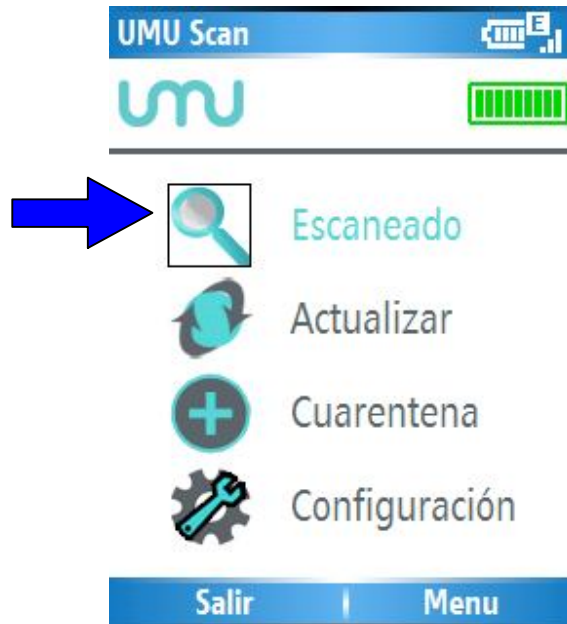 UMU Scan
E
umu
Escaneado
Actualizar
Cuarentena
Configuración
Salir
Menu